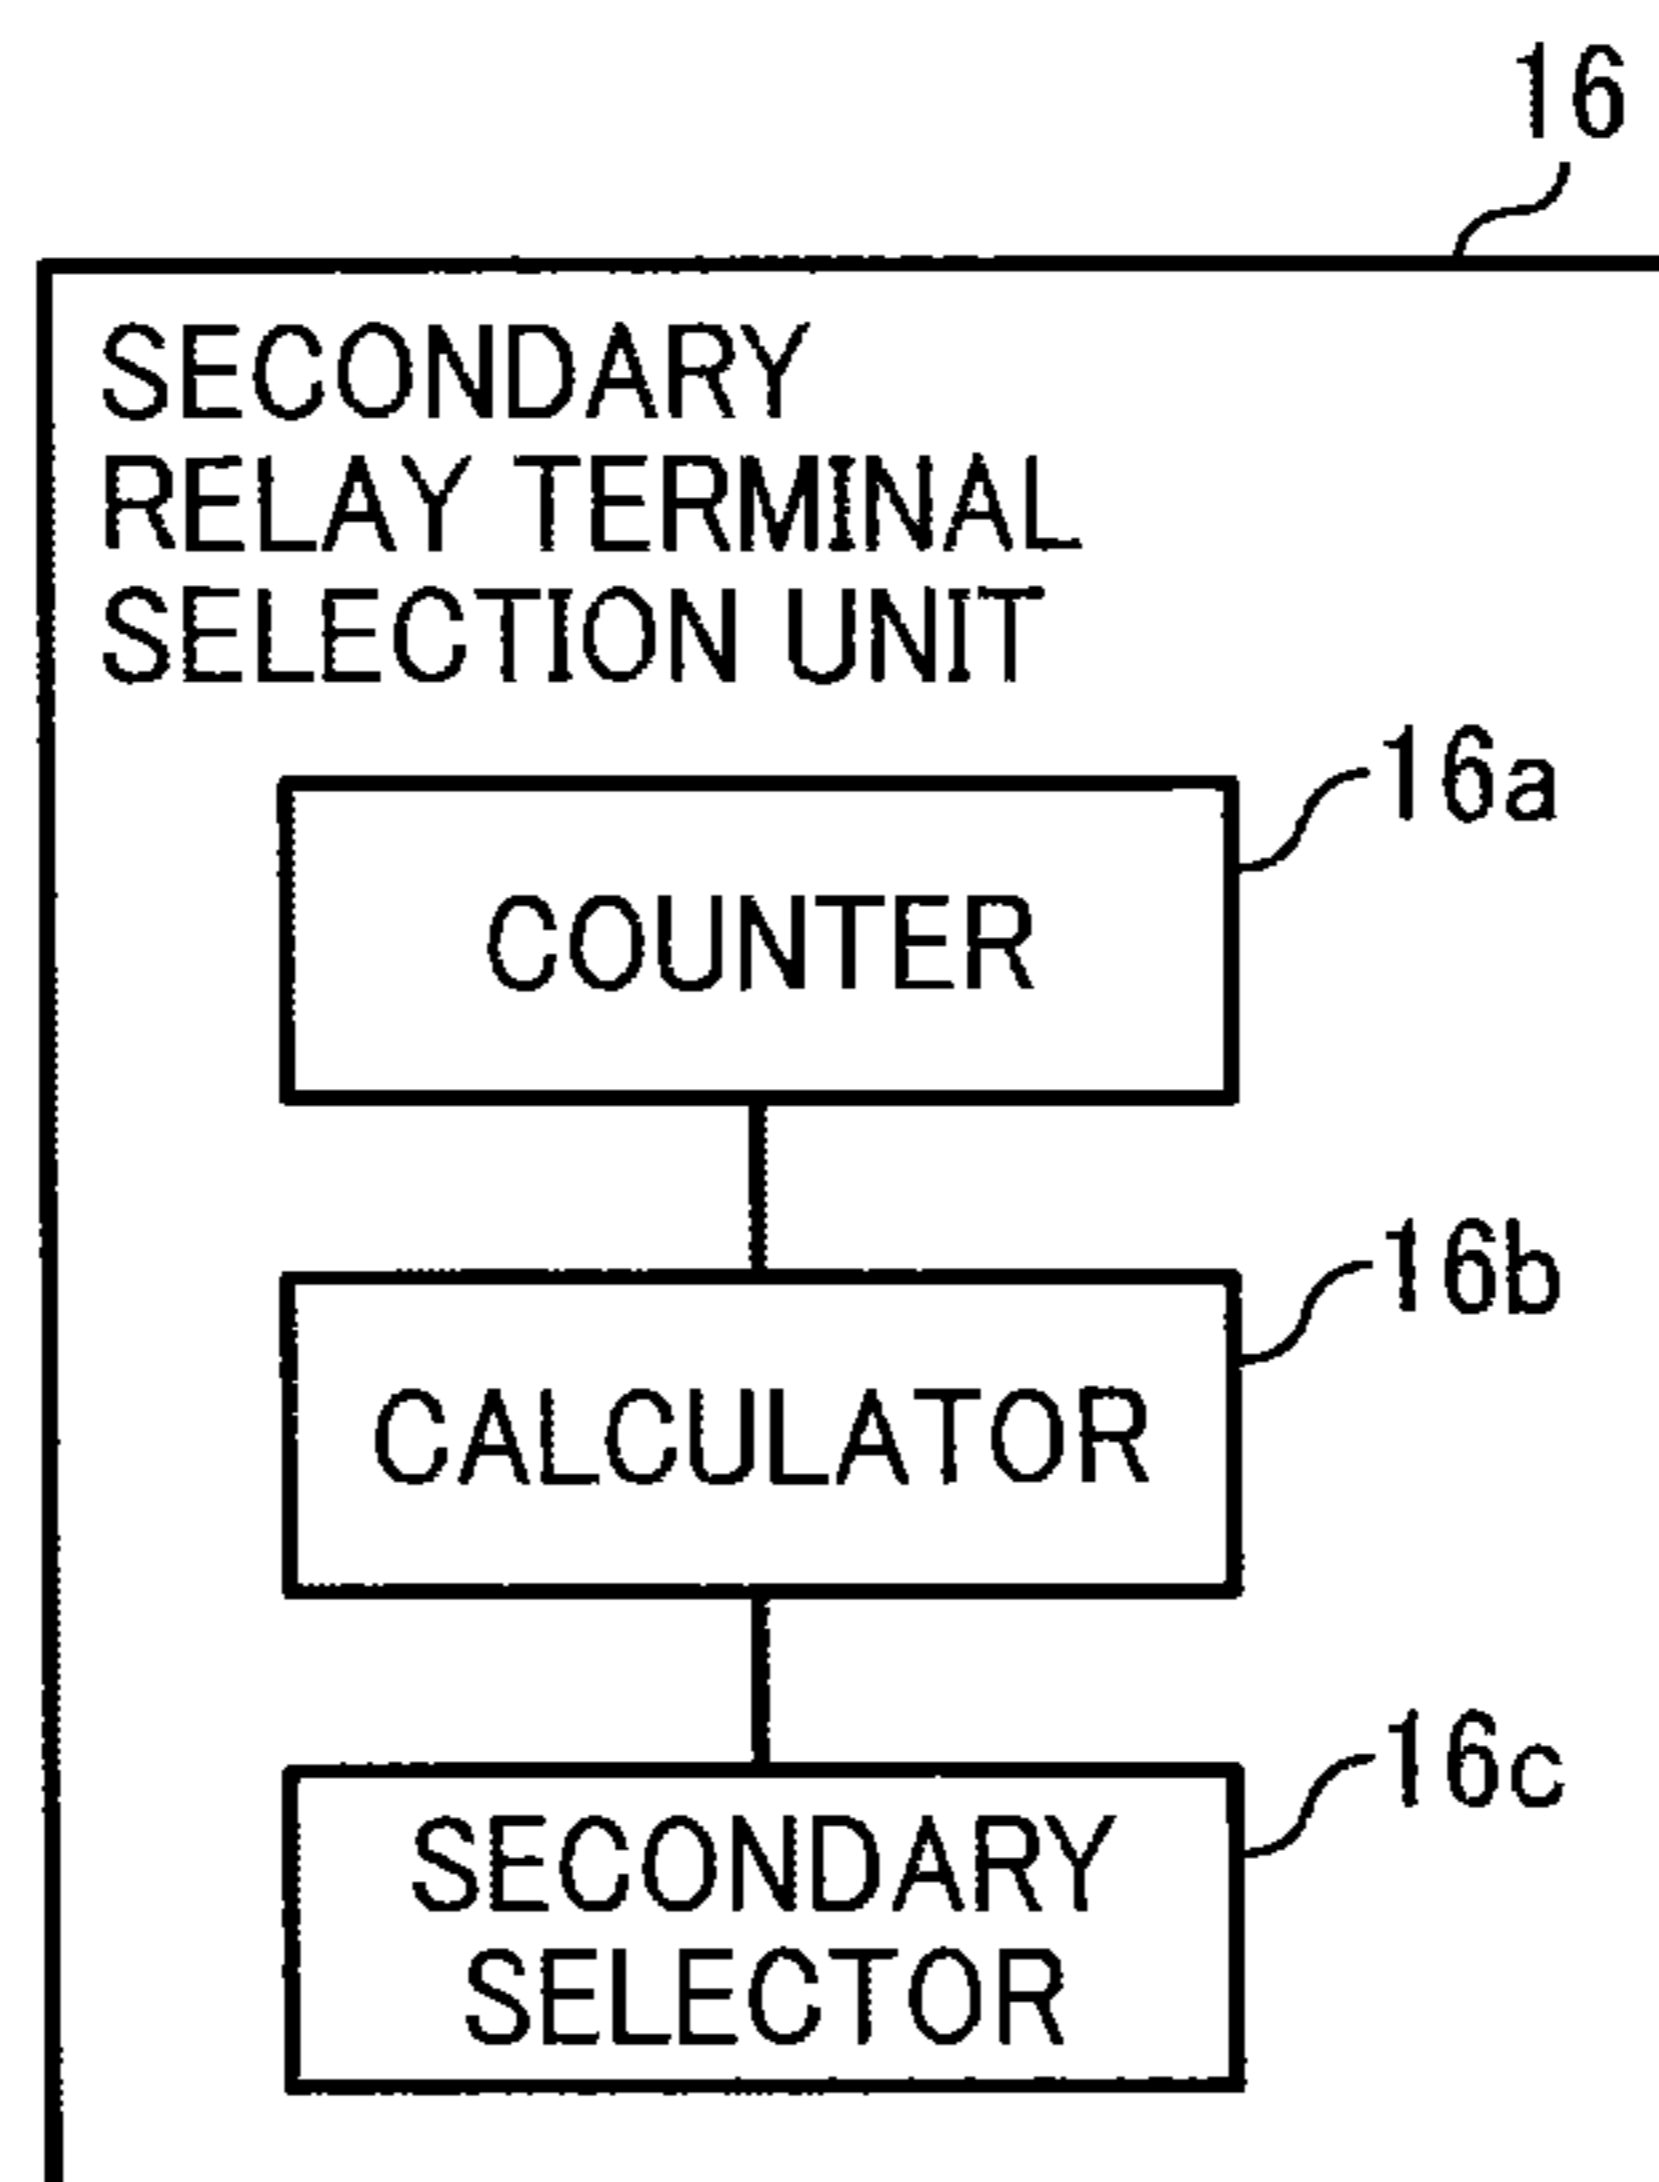 16
SECONDARY
RELAY TERMINAL
SELECTION UNIT
16a
COUNTER
16b
CALCULATOR
16c
SECONDARY
SELECTOR